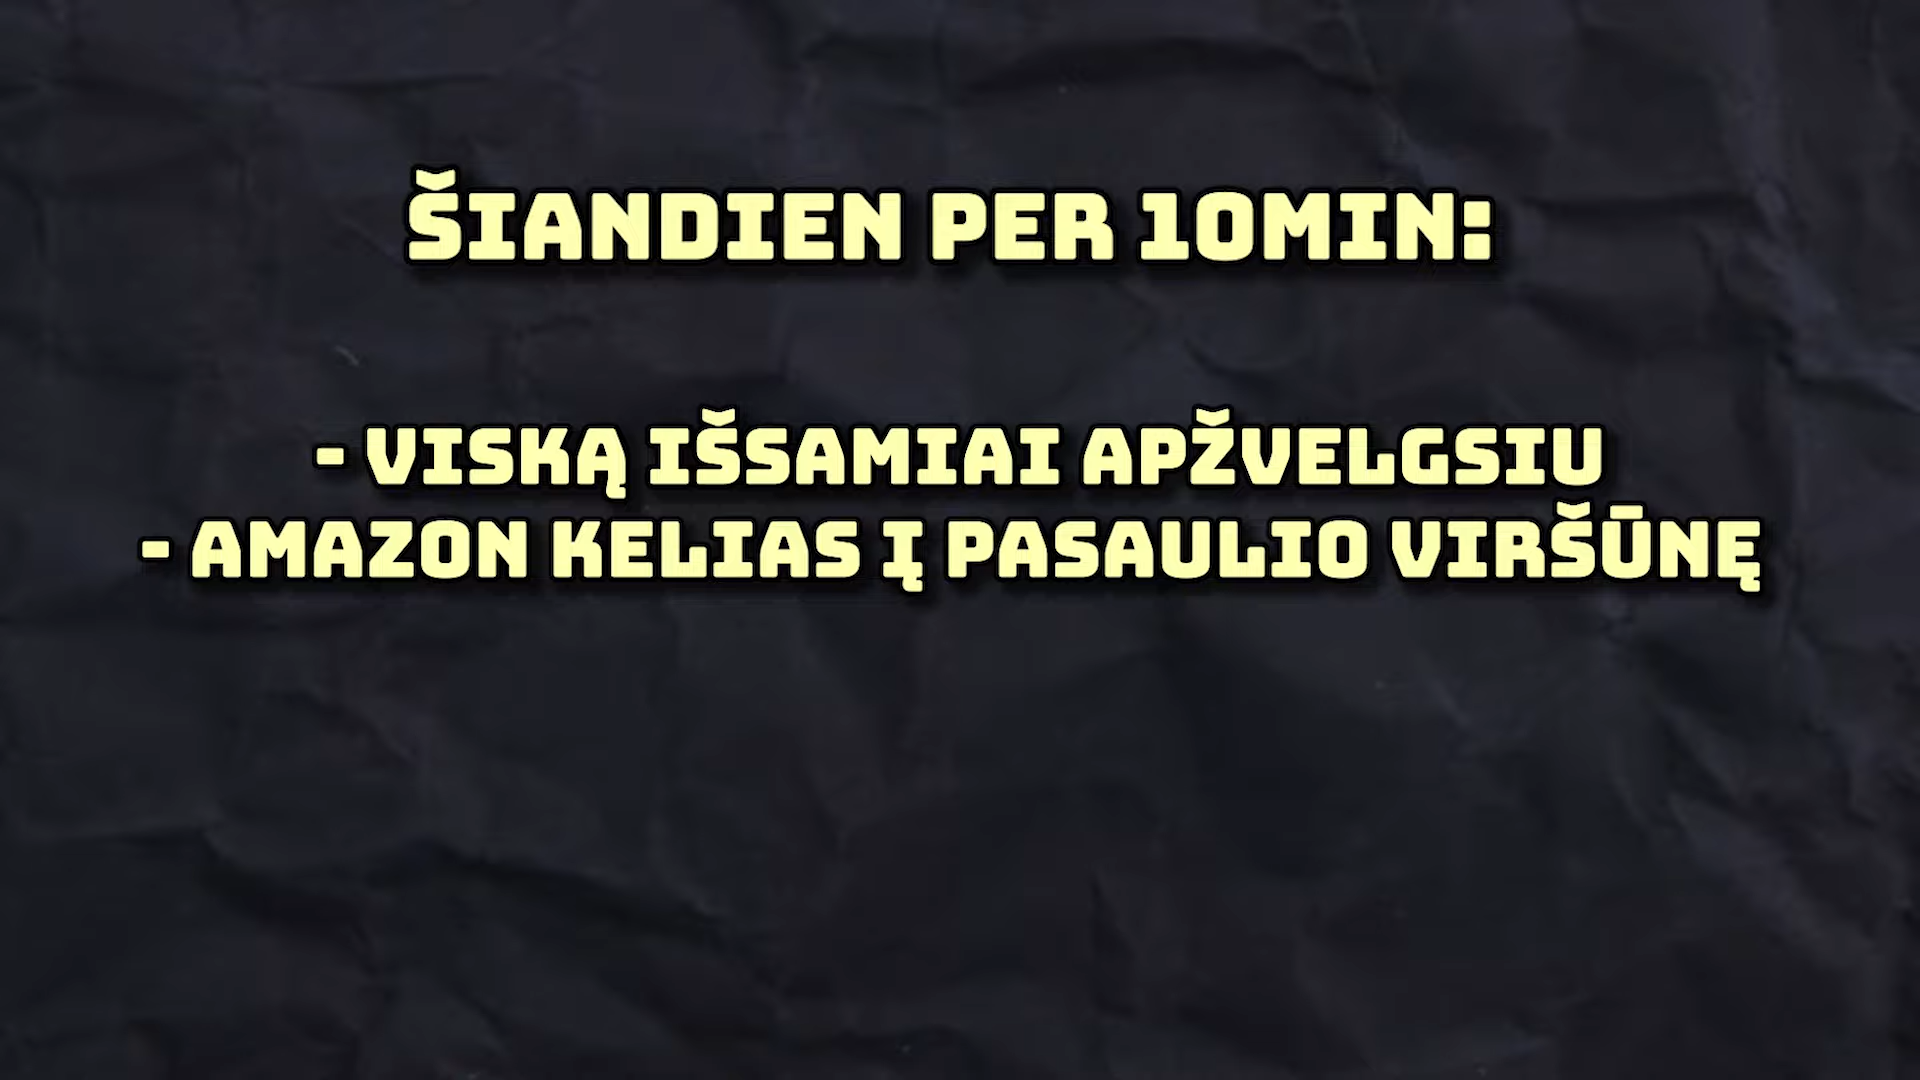 ŠIANDIEN PER 10MIN:
- VISKĄ IŠSAMIAI APŽVELGSIU
- AMAZON KELIAS Į PASAULIO VIRŠŪNĘ